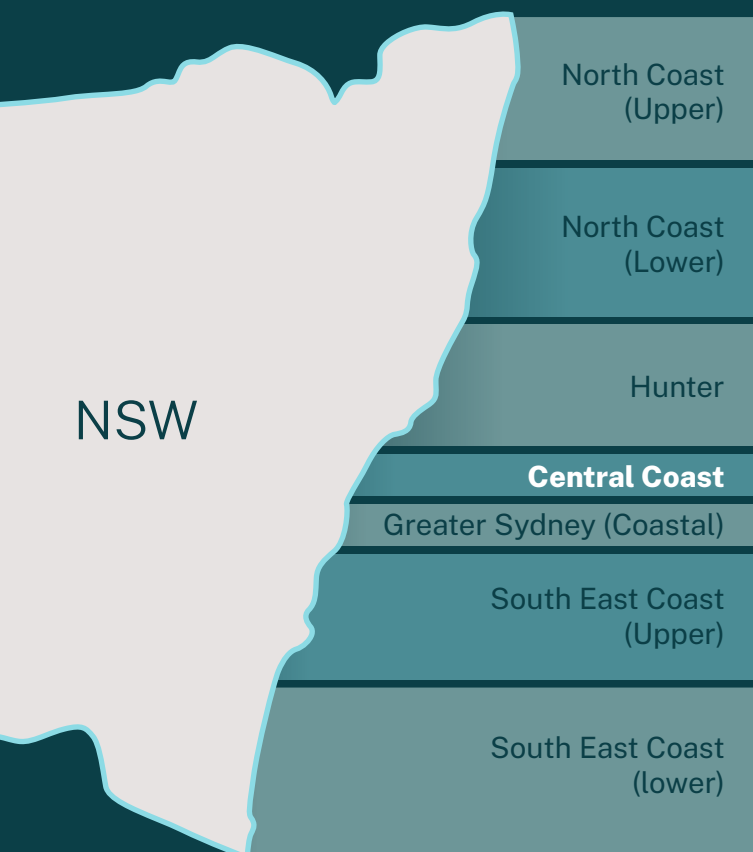 North Coast
(Upper)
North Coast
(Lower)
Hunter
NSW
Central Coast
Greater Sydney (Coastal)
South East Coast
(Upper)
South East Coast
(lower)